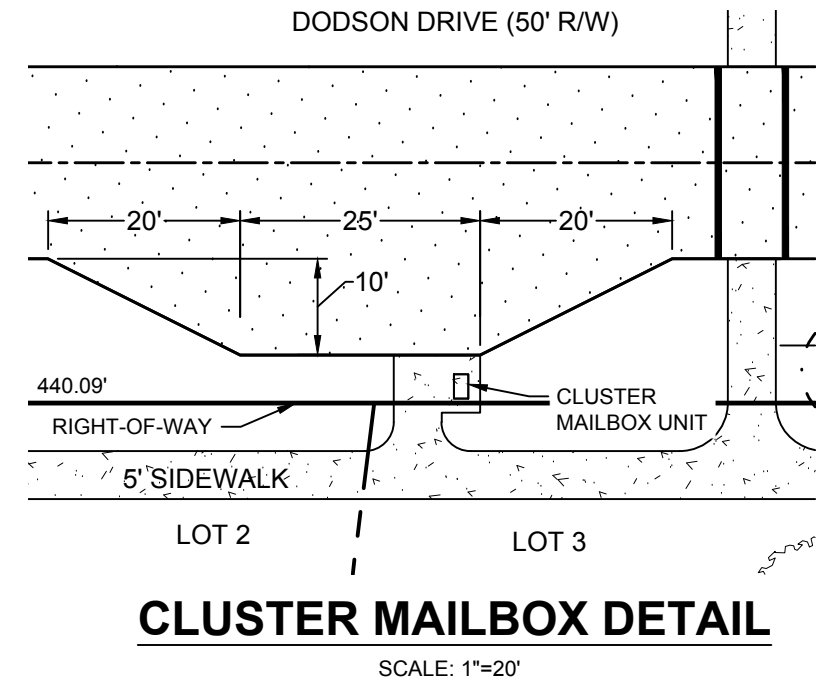 DODSON DRIVE (50' R/W)
20'
25'
20'
10'
440.09'
CLUSTER
MAILBOX UNIT
RIGHT-OF-WAY
5' SIDEWALK
LOT 2
LOT 3
CLUSTER MAILBOX DETAIL
SCALE: 1"=20'